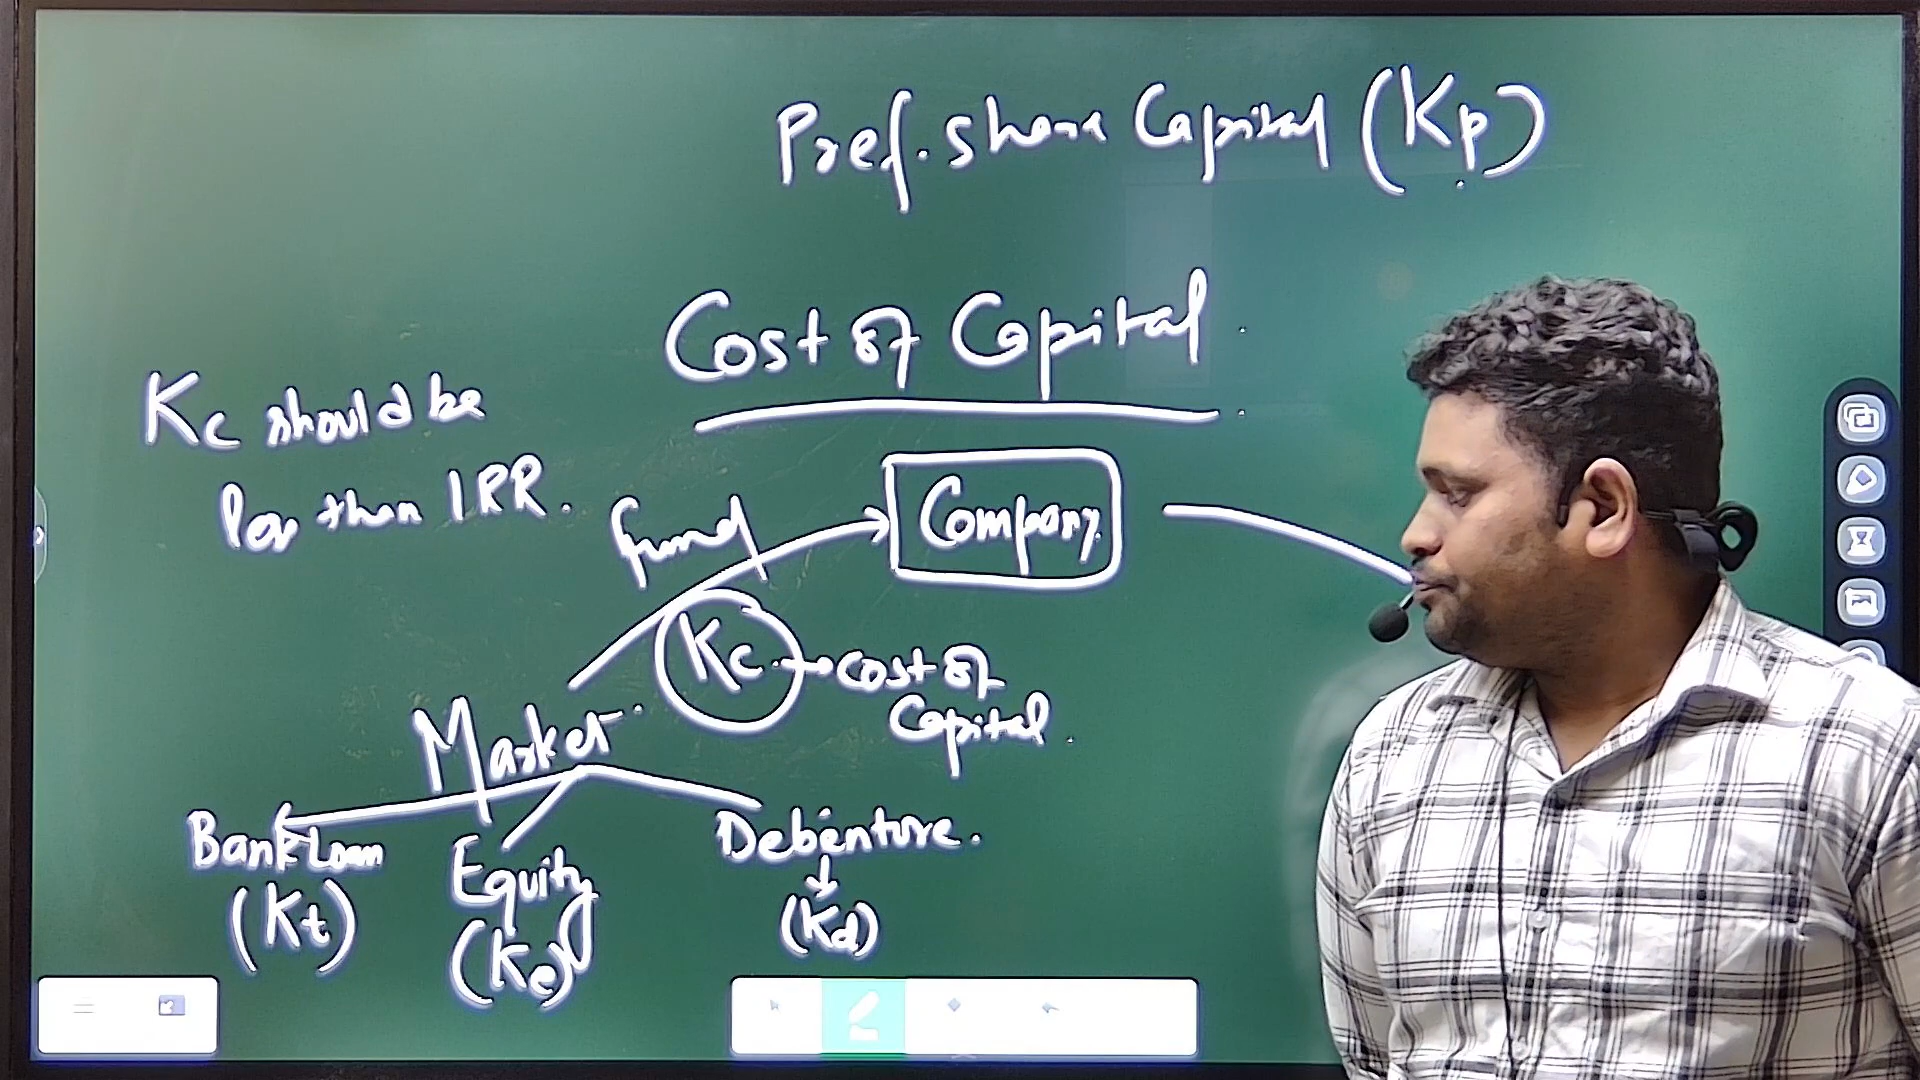 Pref. share Capital (Kp)
Cost of Capital
Kc should be
less than IRR.
Fund
Company
Kc → Cost of
Capital
Market
Bank Loan
(Kt)
Equity
(Ke)
Debenture.
(Kd)